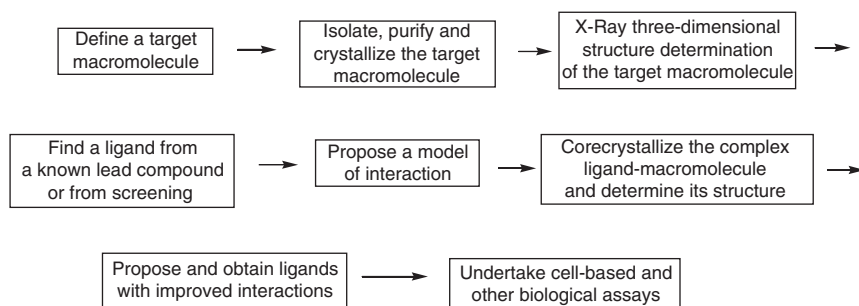 Define a target
macromolecule
Isolate, purify and
crystallize the target
macromolecule
X-Ray three-dimensional
structure determination
of the target macromolecule
Find a ligand from
a known lead compound
or from screening
Propose a model
of interaction
Corecrystallize the complex
ligand-macromolecule
and determine its structure
Propose and obtain ligands
with improved interactions
Undertake cell-based and
other biological assays